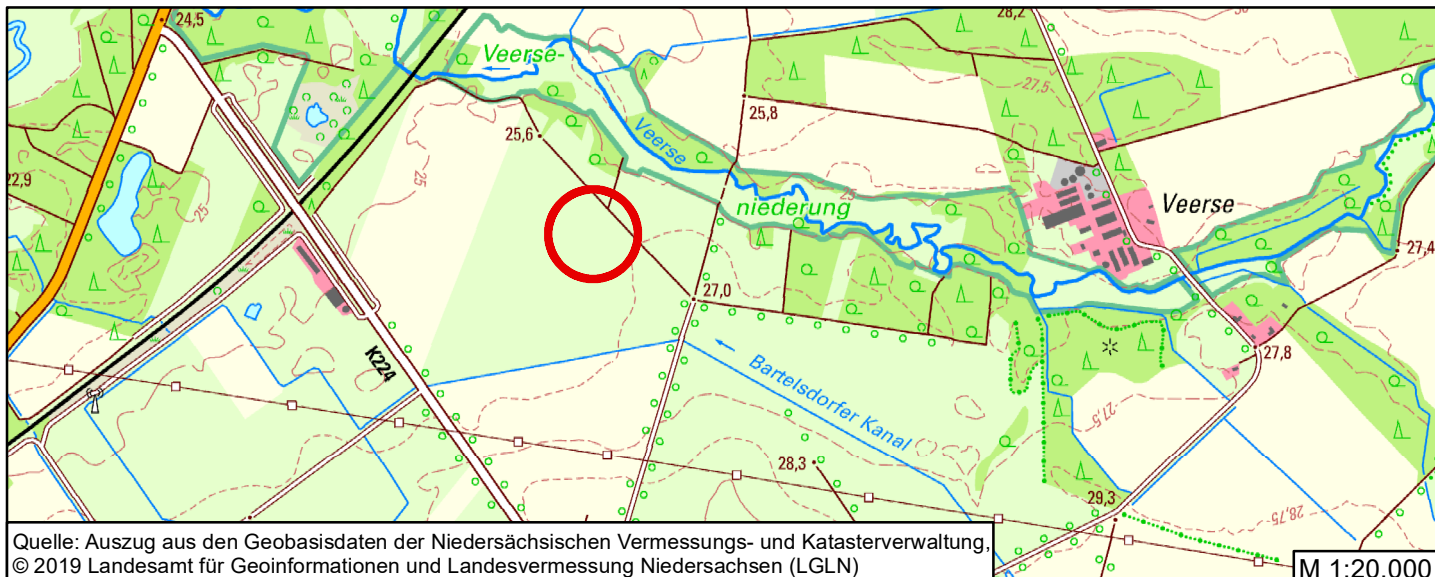 24,5
Veerse-
28,2
27,5
25,8
25,6
Veerse
22,9
25
25
25
niederung
Veerse
27,4
27,0
K224
Bartelsdorfer Kanal
27,8
27,5
28,3
29,3
28,75
Quelle: Auszug aus den Geobasisdaten der Niedersächsischen Vermessungs- und Katasterverwaltung,
© 2019 Landesamt für Geoinformationen und Landesvermessung Niedersachsen (LGLN)
M 1:20.000